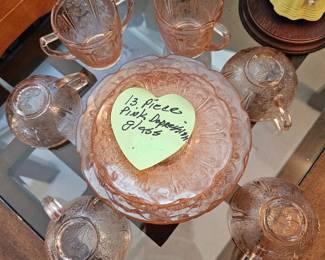 13 Piece
Pink Depression
glass